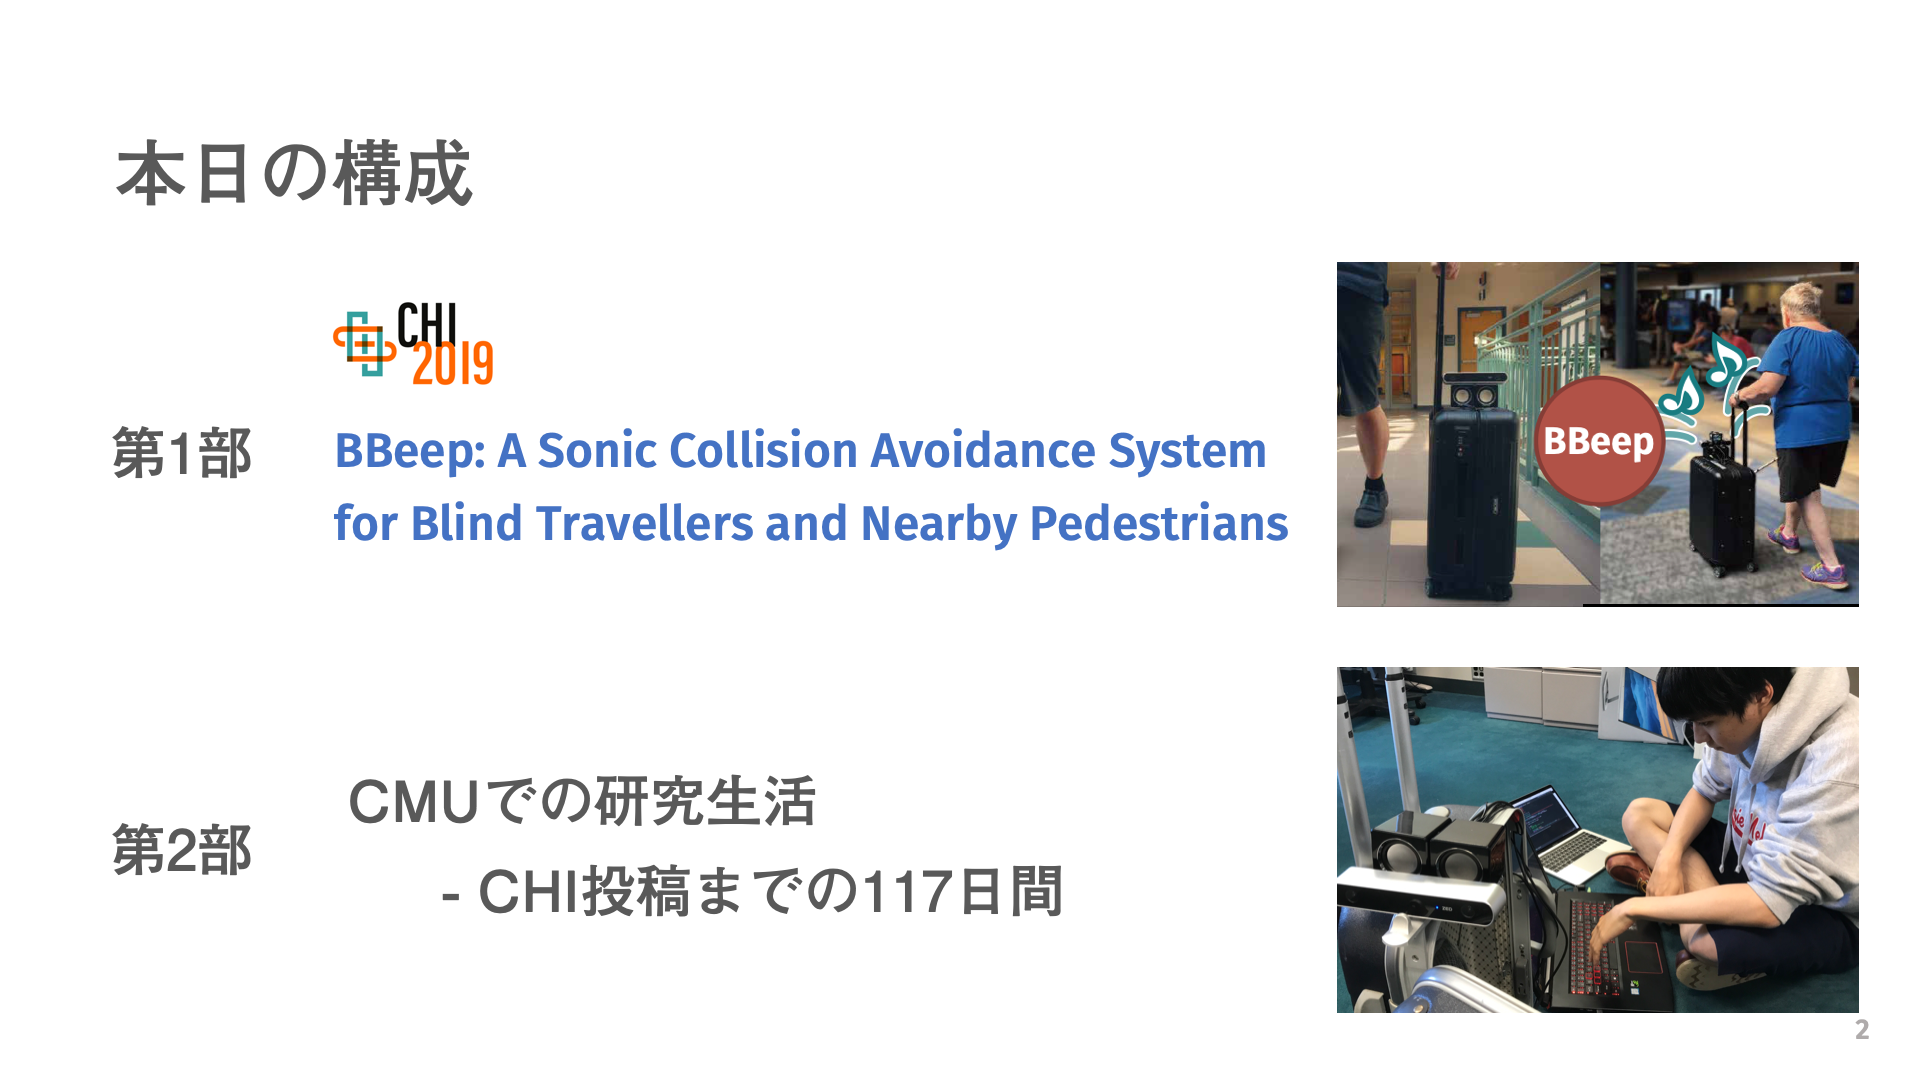 本日の構成
CHI
2019
第1部
BBeep: A Sonic Collision Avoidance System
for Blind Travellers and Nearby Pedestrians
BBeep
第2部
CMUでの研究生活
- CHI投稿までの117日間
2